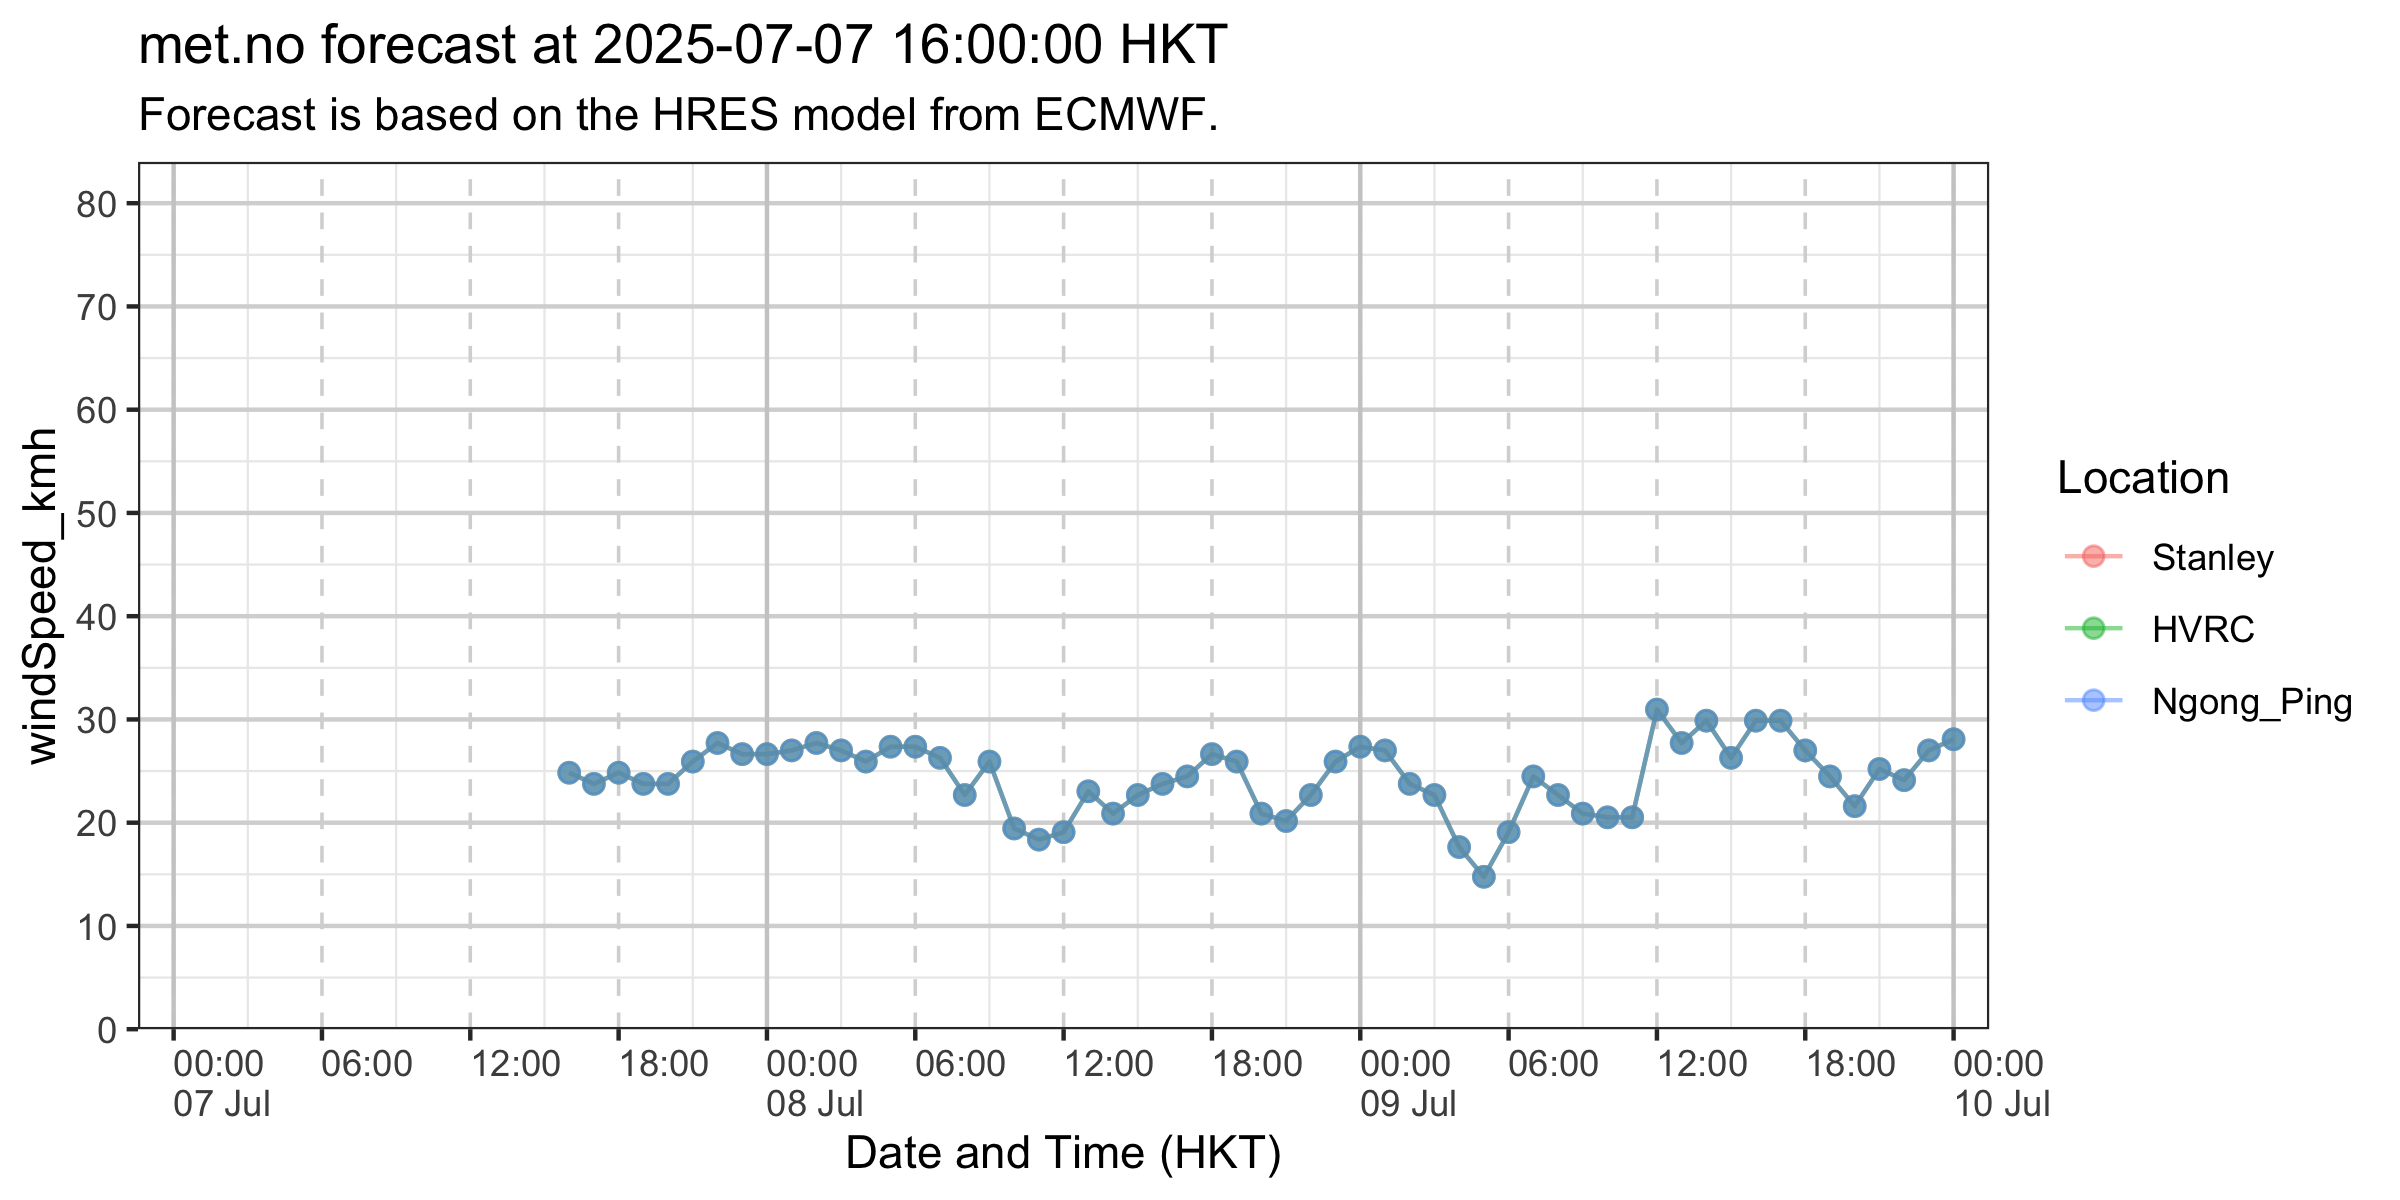 met.no forecast at 2025-07-07 16:00:00 HKT
Forecast is based on the HRES model from ECMWF.
windSpeed_kmh
80
70
60
50
40
30
20
10
0
00:00 06:00 12:00 18:00 00:00 06:00 12:00 18:00 00:00 06:00 12:00 18:00 00:00
07 Jul 08 Jul 09 Jul 10 Jul
Date and Time (HKT)
Location
Stanley
HVRC
Ngong_Ping